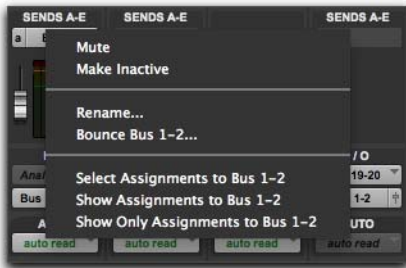 SENDS A-E SENDS A-E SENDS A-E
a
Mute
Make Inactive
Rename...
Bounce Bus 1-2...
/ O
19-20
Select Assignments to Bus 1-2
Bus 1-2
Show Assignments to Bus 1-2
Show Only Assignments to Bus 1-2
A UTO
auto read auto read auto read auto read